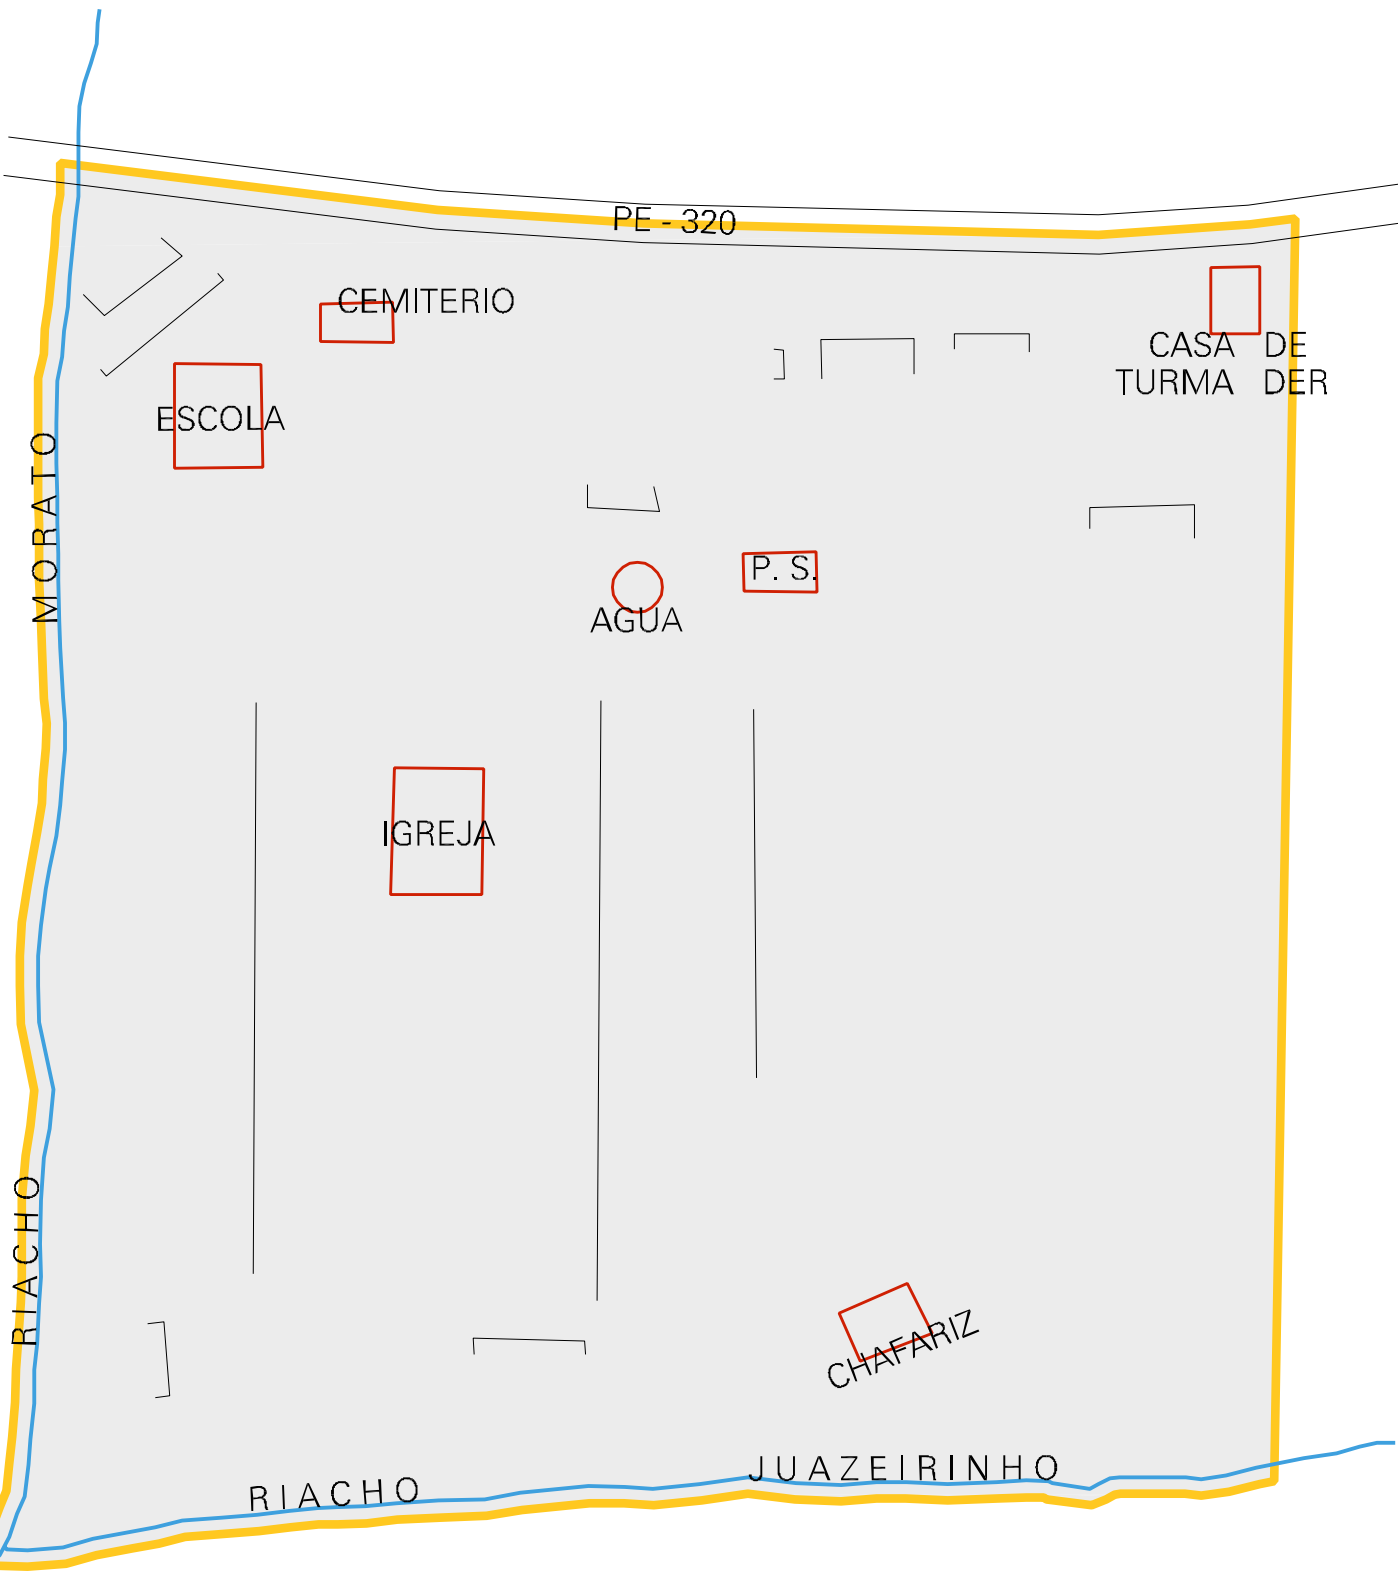 PE - 320
CEMITERIO
CASA DE
TURMA DER
ESCOLA
P. S.
AGUA
IGREJA
RIACHO MORATO
CHAFARIZ
RIACHO JUAZEIRINHO